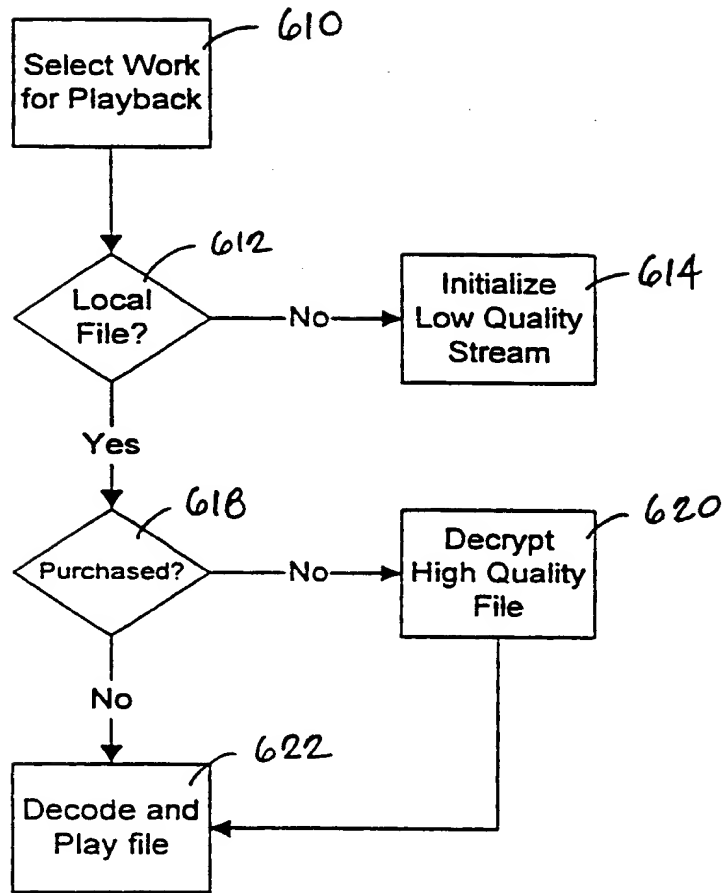 610
Select Work
for Playback
612
Local
File?
No
614
Initialize
Low Quality
Stream
Yes
618
Purchased?
No
620
Decrypt
High Quality
File
No
622
Decode and
Play file